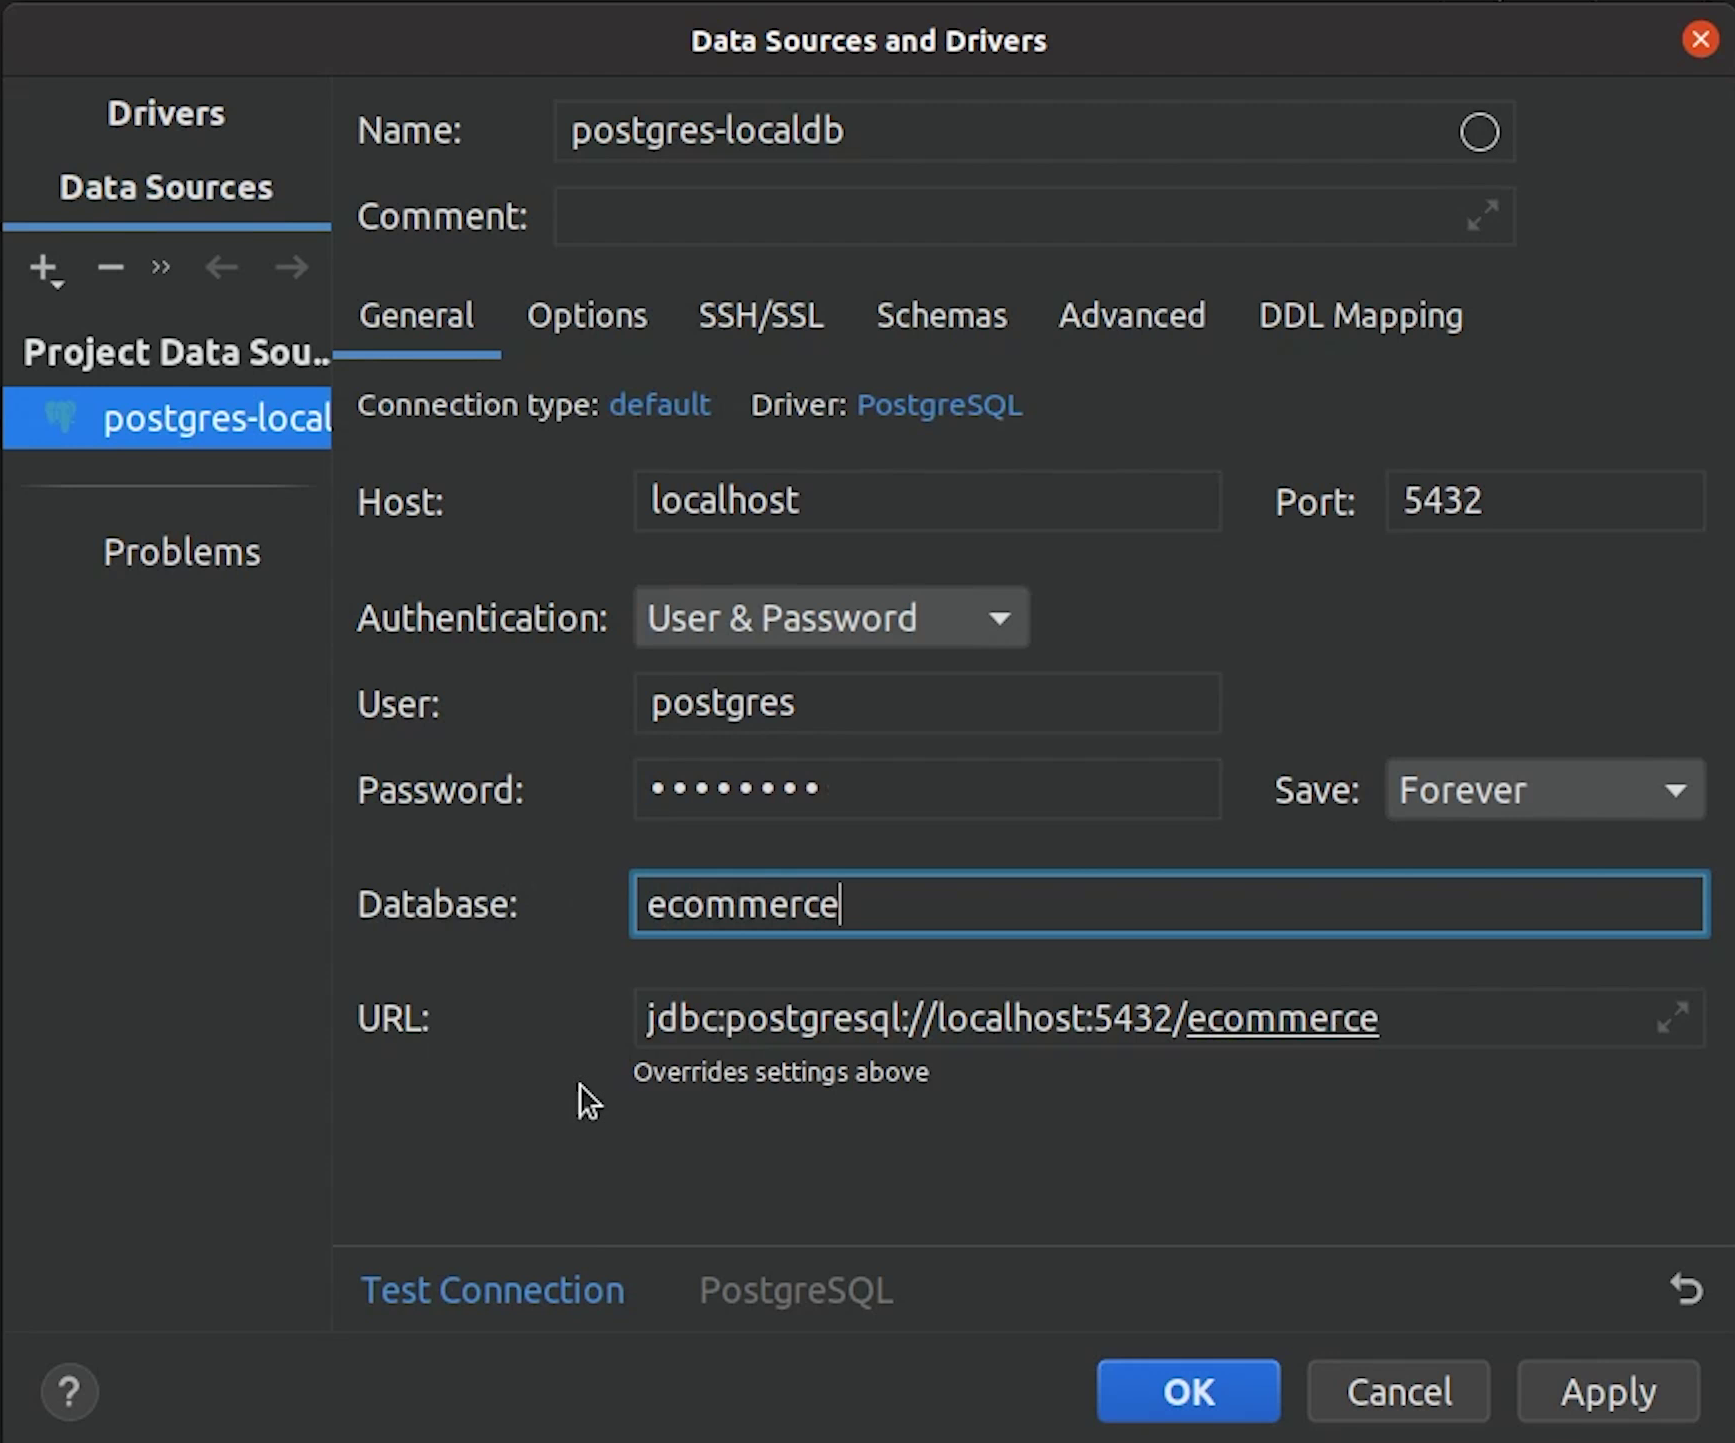 Data Sources and Drivers
Drivers
Data Sources
Project Data Sou..
postgres-local
Problems
Name: postgres-localdb
Comment:
General Options SSH/SSL Schemas Advanced DDL Mapping
Connection type: default Driver: PostgreSQL
Host: localhost Port: 5432
Authentication: User & Password
User: postgres
Password: •••••••• Save: Forever
Database: ecommerce
URL: jdbc:postgresql://localhost:5432/ecommerce
Overrides settings above
Test Connection PostgreSQL
? OK Cancel Apply